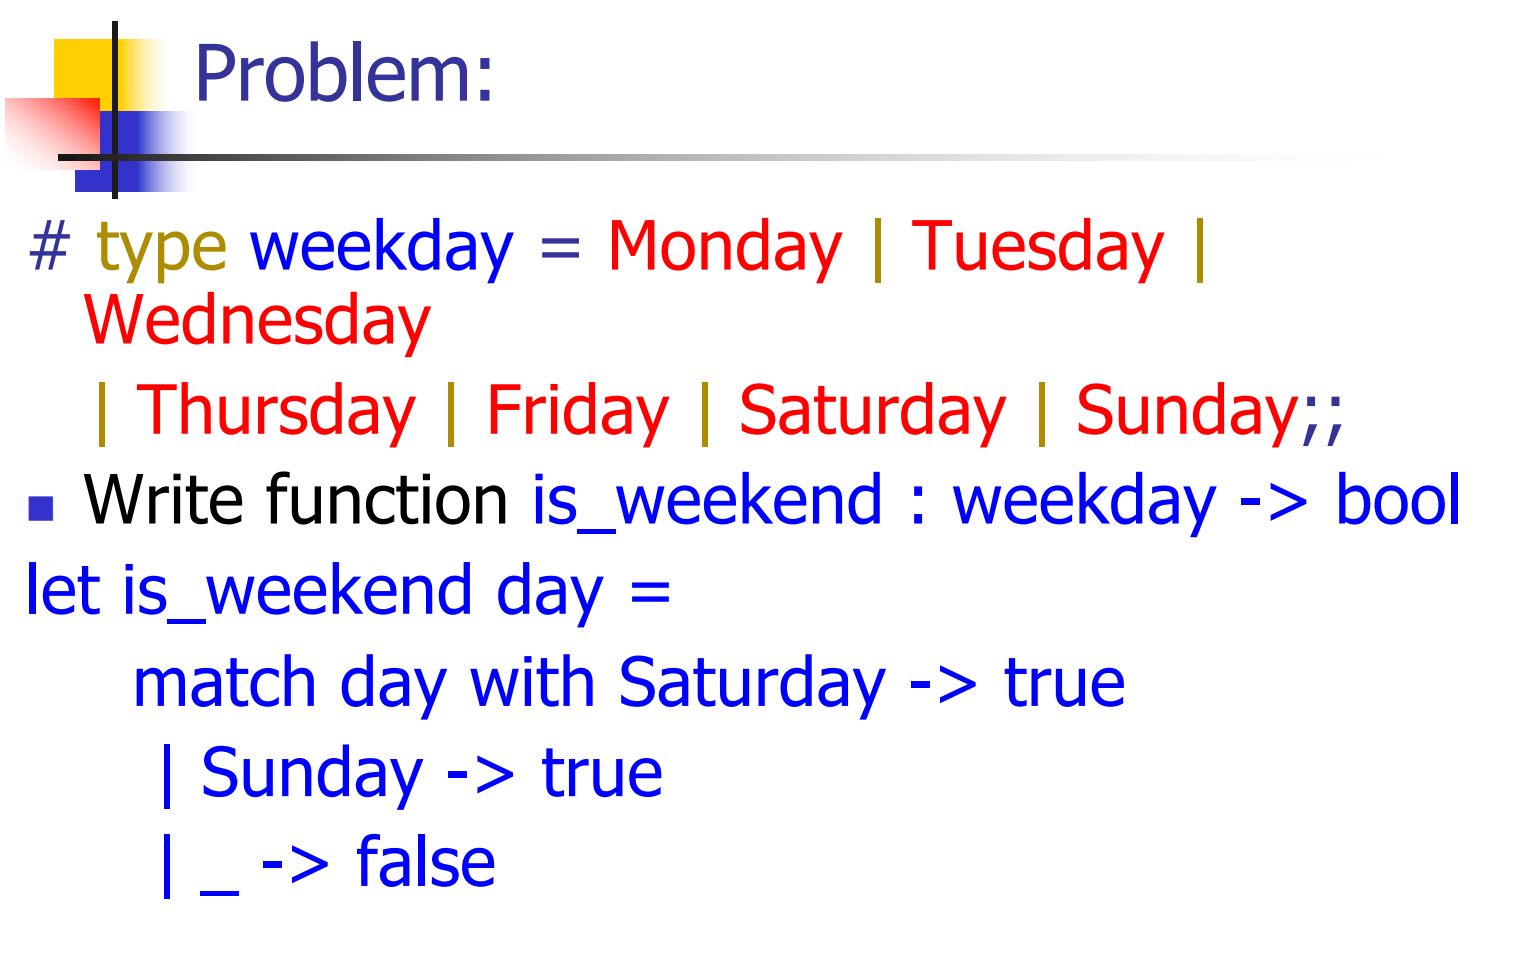 Problem:
# type weekday = Monday | Tuesday |
Wednesday
| Thursday | Friday | Saturday | Sunday;;
Write function is_weekend : weekday -> bool
let is_weekend day =
match day with Saturday -> true
| Sunday -> true
| _ -> false